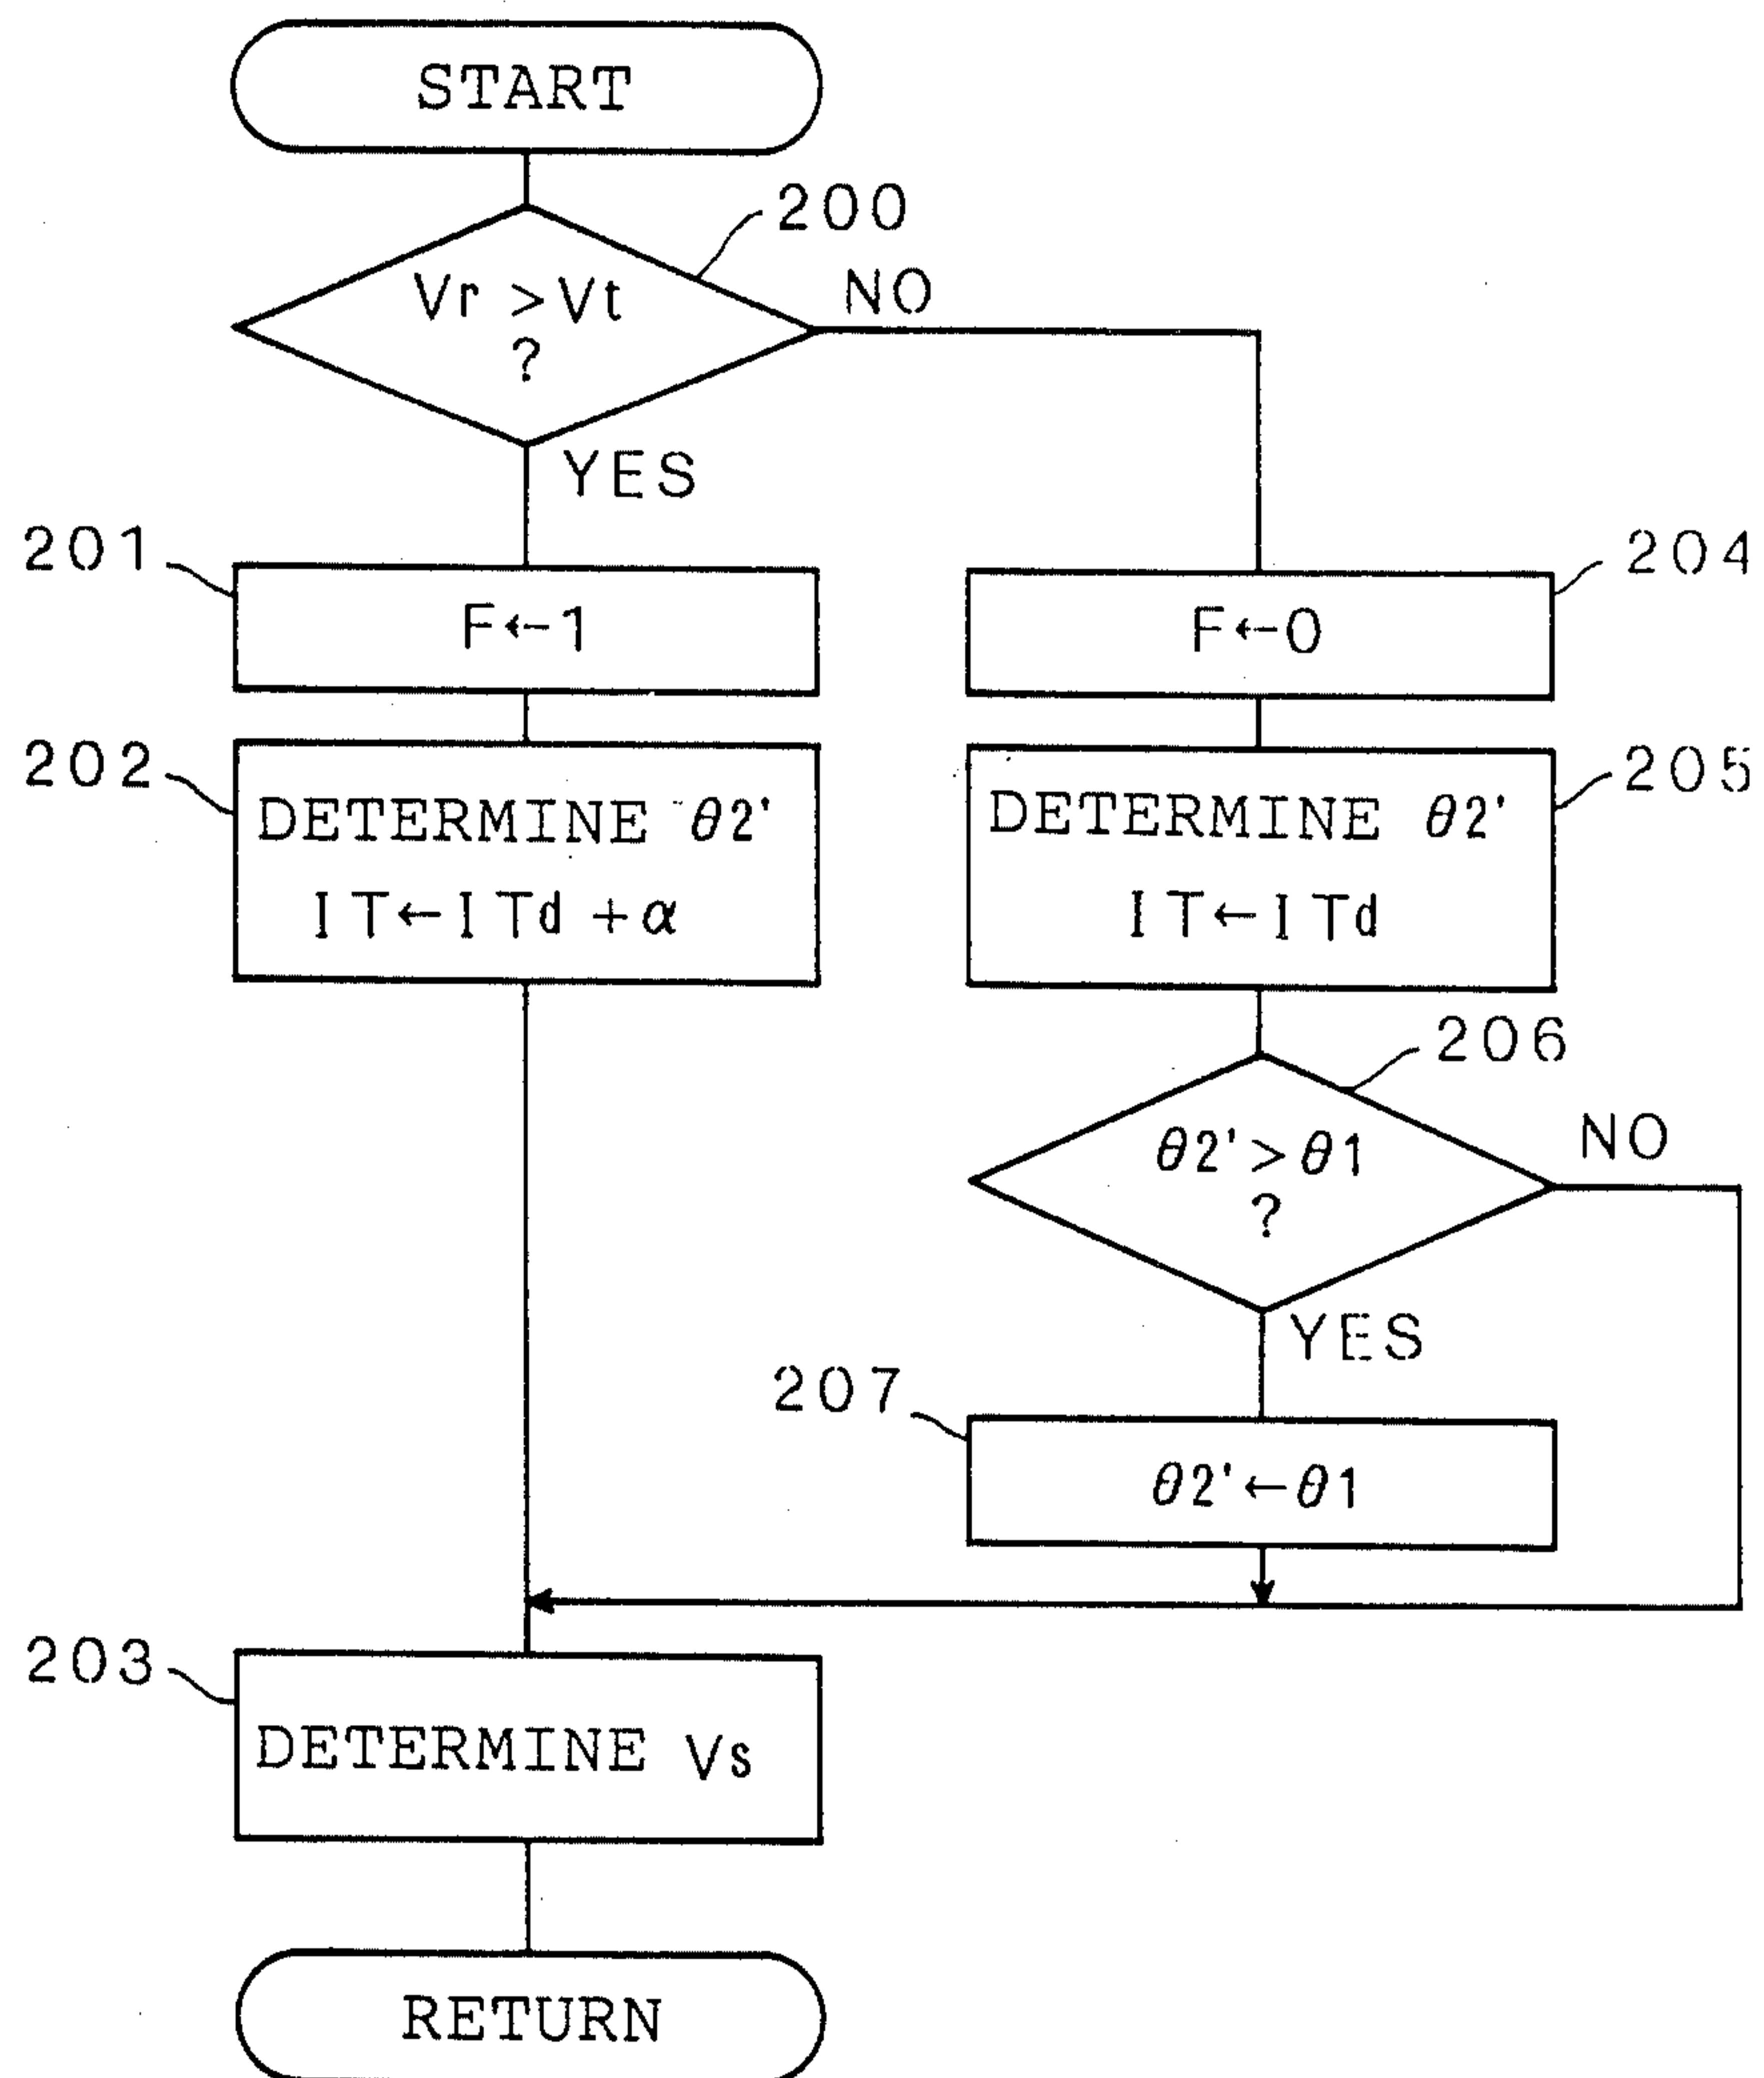 START
200
Vr > Vt
?
NO
YES
201
F←1
204
F←0
202
DETERMINE θ2'
IT←ITd+α
205
DETERMINE θ2'
IT←ITd
206
θ2'>θ1
?
NO
YES
207
θ2'←θ1
203
DETERMINE Vs
RETURN